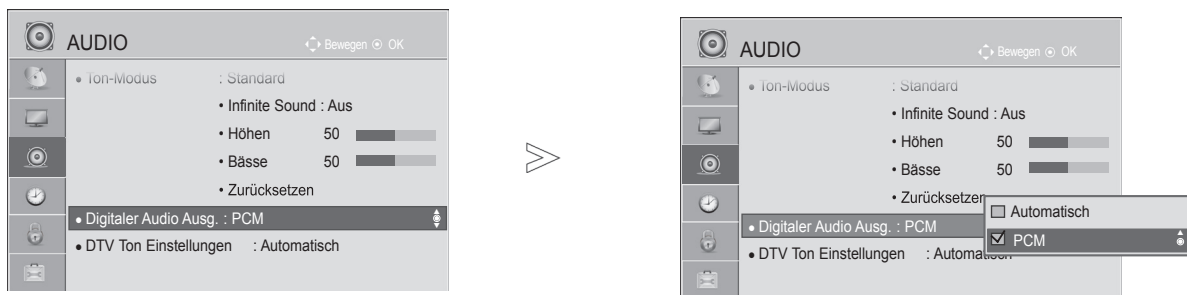 AUDIO
Bewegen OK
• Ton-Modus : Standard
• Infinite Sound : Aus
• Höhen 50
• Bässe 50
• Zurücksetzen
• Digitaler Audio Ausg. : PCM
• DTV Ton Einstellungen : Automatisch
AUDIO
Bewegen OK
• Ton-Modus : Standard
• Infinite Sound : Aus
• Höhen 50
• Bässe 50
• Zurücksetzen
Automatisch
• Digitaler Audio Ausg. : PCM
PCM
• DTV Ton Einstellungen : Automatisch